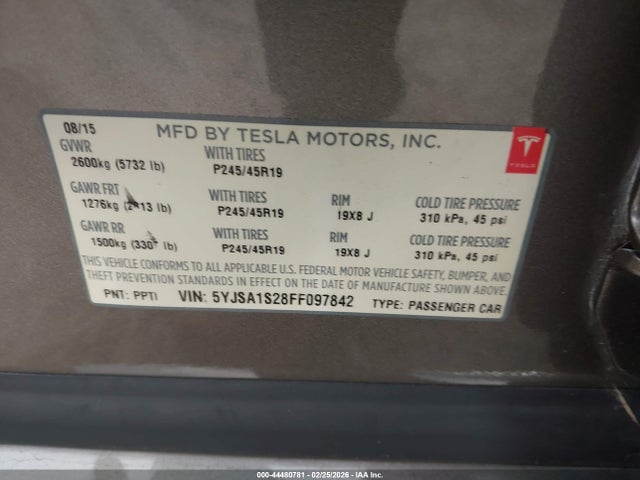 08/15 MFD BY TESLA MOTORS, INC.
GVWR WITH TIRES
2600kg (5732 lb) P245/45R19
TESLA
GAWR FRT WITH TIRES RIM COLD TIRE PRESSURE
1276kg lb) P245/45R19 19X8 J 310 kPa, 45 psi
GAWR RR WITH TIRES RIM COLD TIRE PRESSURE
1500kg lb) P245/45R19 19X8 J 310 kPa, 45 psi
THIS VEHICLE CONFORMS TO ALL APPLICABLE U.S. FEDERAL MOTOR VEHICLE SAFETY, BUMPER, AND
THEFT PREVENTION STANDARDS IN EFFECT ON THE DATE OF MANUFACTURE SHOWN ABOVE.
PNT: PPTI VIN: 5YJSA1S28FF097842 TYPE: PASSENGER CAR
000-44480781 - 02/25/2026 - IAA Inc.